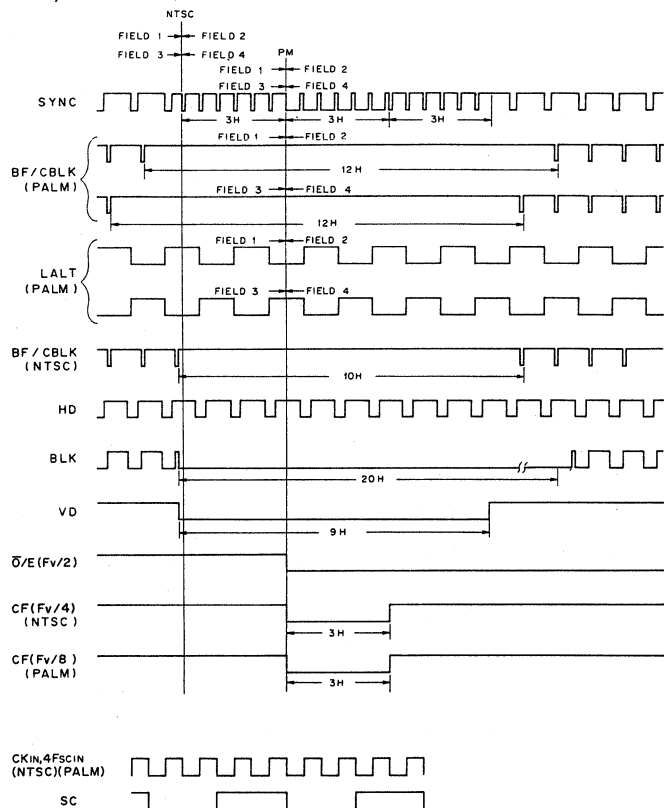 NTSC
FIELD 1 FIELD 2
FIELD 3 FIELD 4
PM
FIELD 1 FIELD 2
FIELD 3 FIELD 4
SYNC
3H 3H 3H
FIELD 1 FIELD 2
BF/CBLK
(PALM)
12H
FIELD 3 FIELD 4
12H
FIELD 1 FIELD 2
LALT
(PALM)
FIELD 3 FIELD 4
BF/CBLK
(NTSC)
10H
HD
BLK
20H
VD
9H
O̅/E(Fv/2)
CF(Fv/4)
(NTSC)
3H
CF(Fv/8)
(PALM)
3H
CKIN,4FSCIN
(NTSC)(PALM)
SC